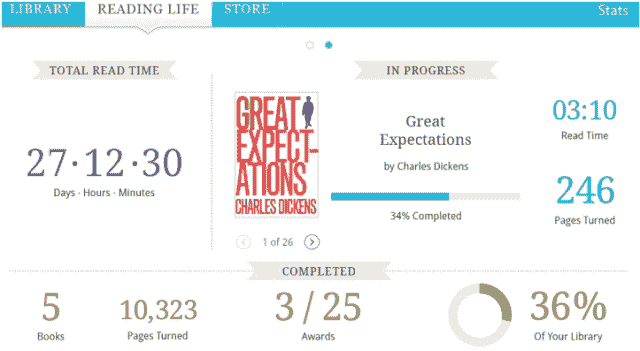 LIBRARY
READING LIFE
STORE
Stats
TOTAL READ TIME
27·12·30
Days · Hours · Minutes
GREAT
EXPECT-
ATIONS
CHARLES DICKENS
1 of 26
IN PROGRESS
Great
Expectations
by Charles Dickens
34% Completed
03:10
Read Time
246
Pages Turned
COMPLETED
5
Books
10,323
Pages Turned
3 / 25
Awards
36%
Of Your Library